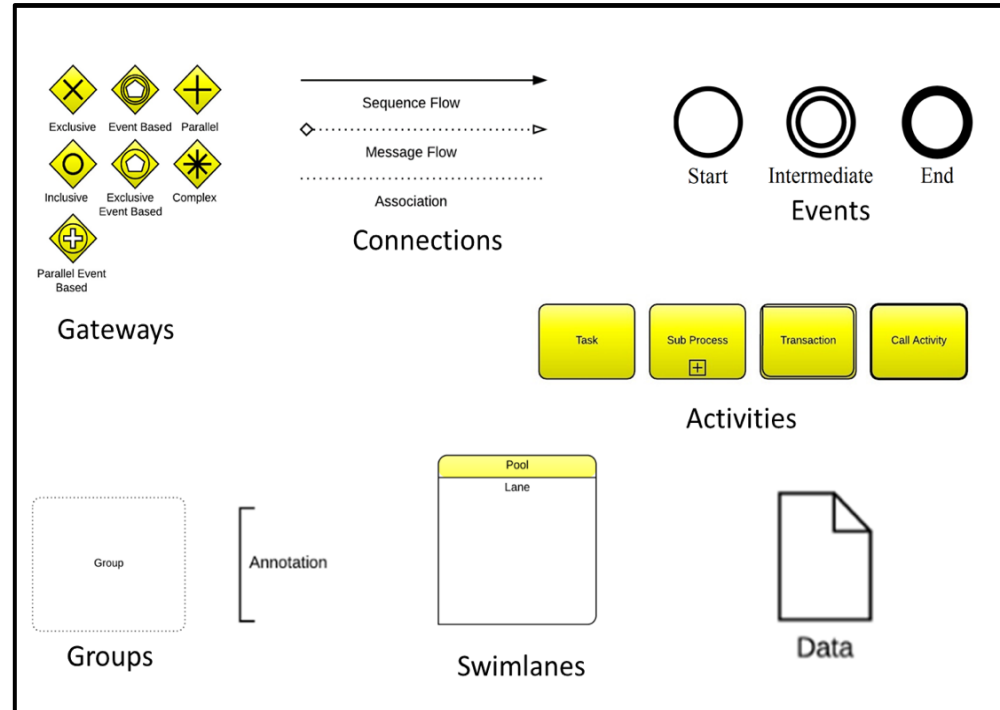 Exclusive
Event Based
Parallel
Inclusive
Exclusive
Event Based
Complex
Parallel Event
Based
Gateways
Sequence Flow
Message Flow
Association
Connections
Start
Intermediate
End
Events
Task
Sub Process
Transaction
Call Activity
Activities
Group
Groups
Annotation
Pool
Lane
Swimlanes
Data